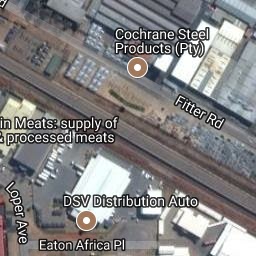 Cochrane Steel
Products (Pty)
Fitter Rd
in Meats: supply of
& processed meats
DSV Distribution Auto
Loper Ave
Eaton Africa Pl